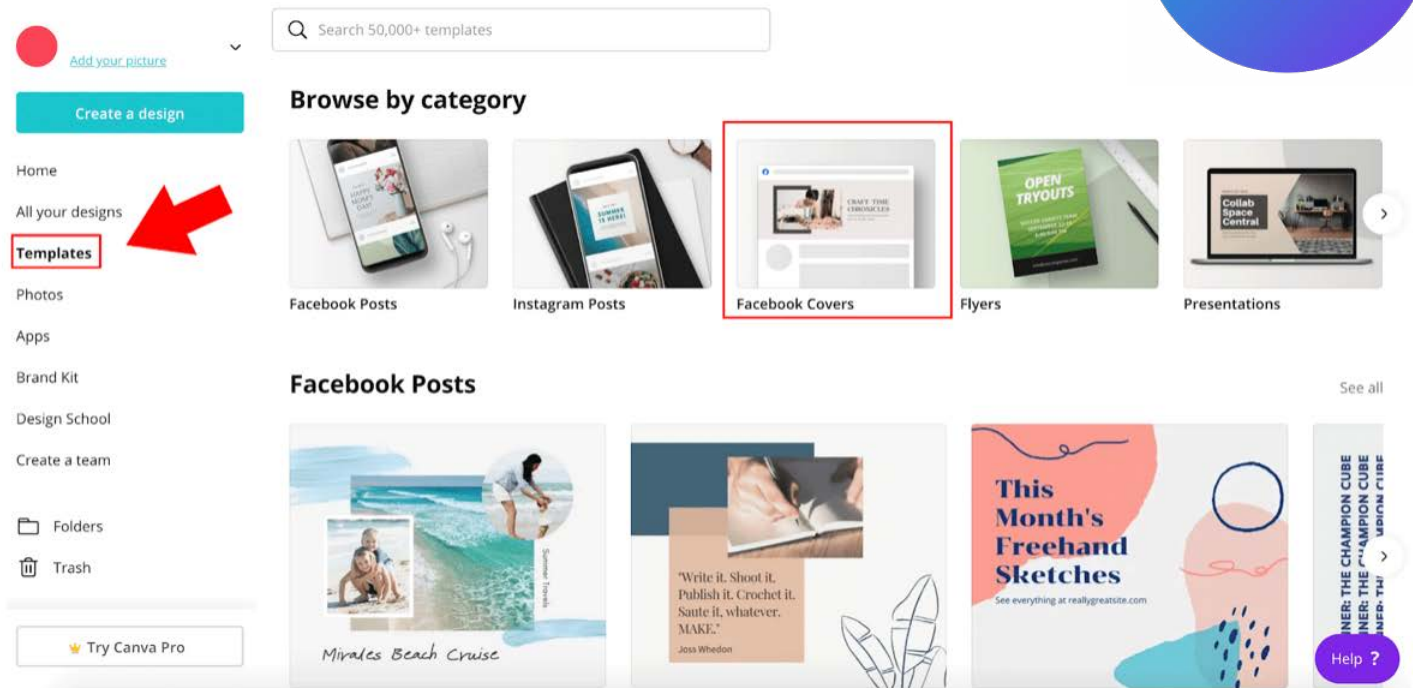 Search 50,000+ templates
Add your picture
Create a design
Home
All your designs
Templates
Photos
Apps
Brand Kit
Design School
Create a team
Folders
Trash
Try Canva Pro
Browse by category
HAPPY
MOM'S
DAY!
SUMMER
IS HERE!
CRAFT TIME
CHRONICLES
OPEN
TRYOUTS
Collab
Space
Central
Facebook Posts
Instagram Posts
Facebook Covers
Flyers
Presentations
Facebook Posts
See all
Summer Travels
Mirales Beach Cruise
"Write it. Shoot it.
Publish it. Crochet it.
Saute it, whatever.
MAKE."
Joss Whedon
This
Month's
Freehand
Sketches
See everything at reallygreatsite.com
NER: THE CHAMPION CUBE
Help ?